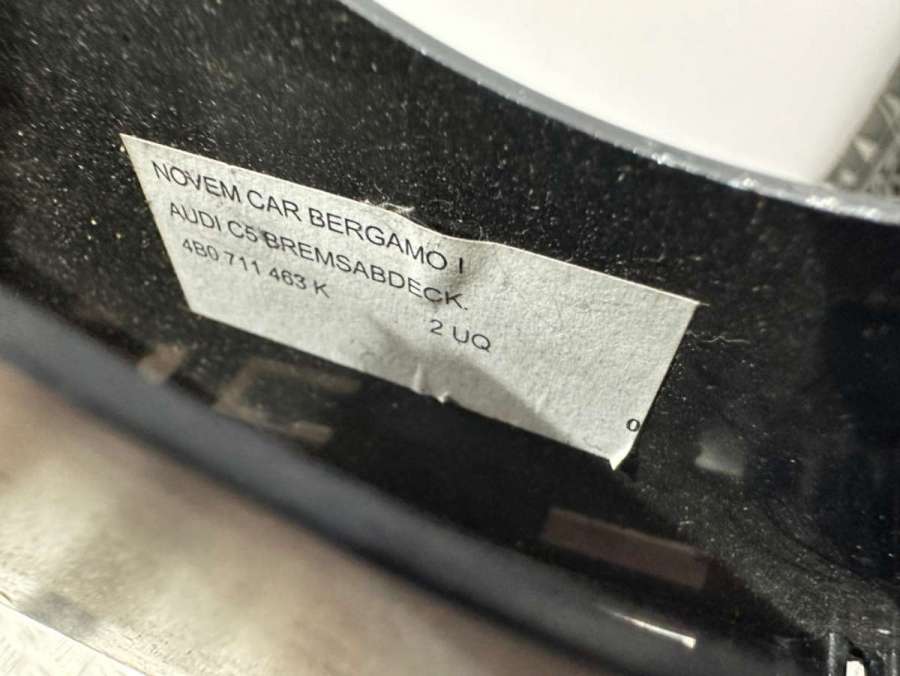 NOVEM CAR BERGAMO I
AUDI C5 BREMSABDECK.
4B0 711 463 K
2 UQ
o